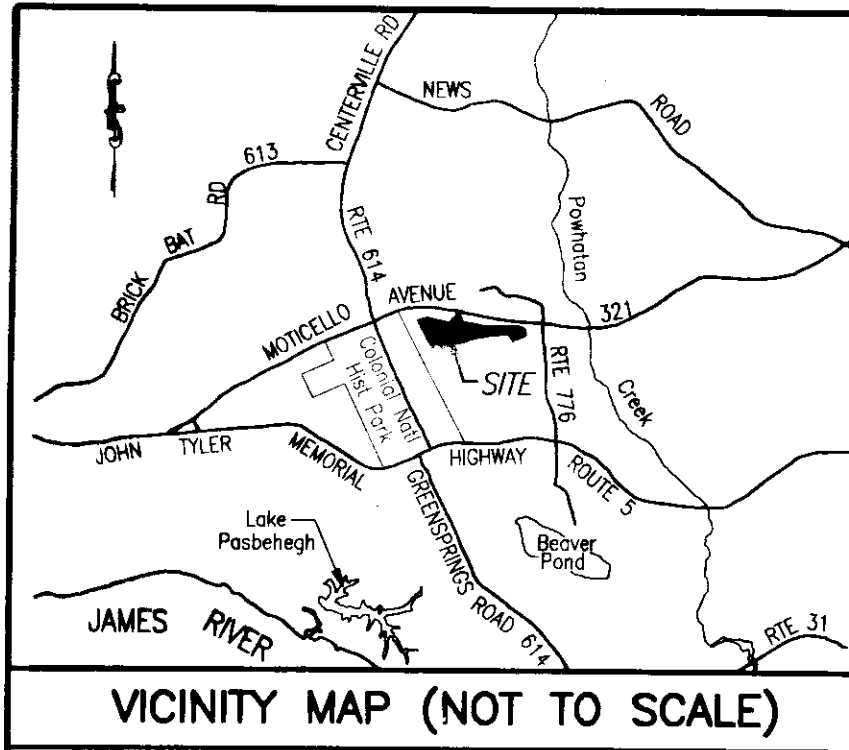 CENTERVILLE RD
NEWS ROAD
613
BRICK BAT RD
RTE 614
Powhatan Creek
MOTICELLO AVENUE
321
SITE
RTE 776
Colonial Natl
Hist Park
JOHN TYLER MEMORIAL HIGHWAY ROUTE 5
GREENSPRINGS ROAD 614
Lake
Pasbehegh
Beaver
Pond
JAMES RIVER
RTE 31
VICINITY MAP (NOT TO SCALE)